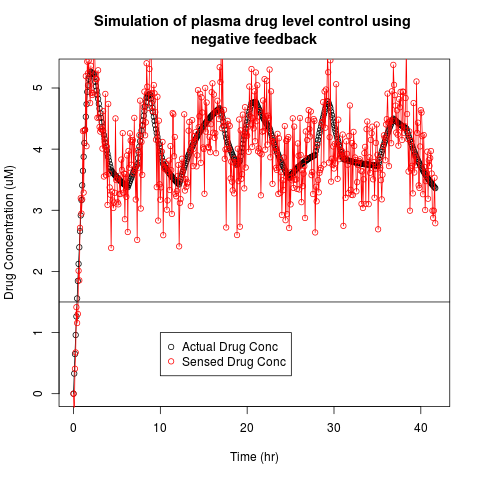 Simulation of plasma drug level control using
negative feedback
Drug Concentration (uM)
5
4
3
2
1
0
Actual Drug Conc
Sensed Drug Conc
0 10 20 30 40
Time (hr)